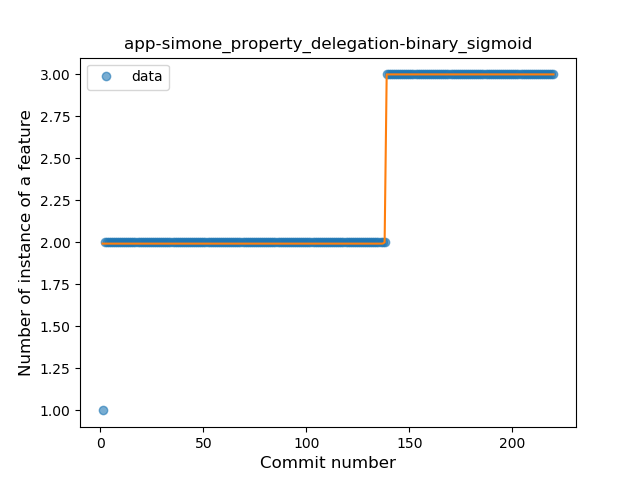 app-simone_property_delegation-binary_sigmoid
data
Number of instance of a feature
3.00
2.75
2.50
2.25
2.00
1.75
1.50
1.25
1.00
0 50 100 150 200
Commit number